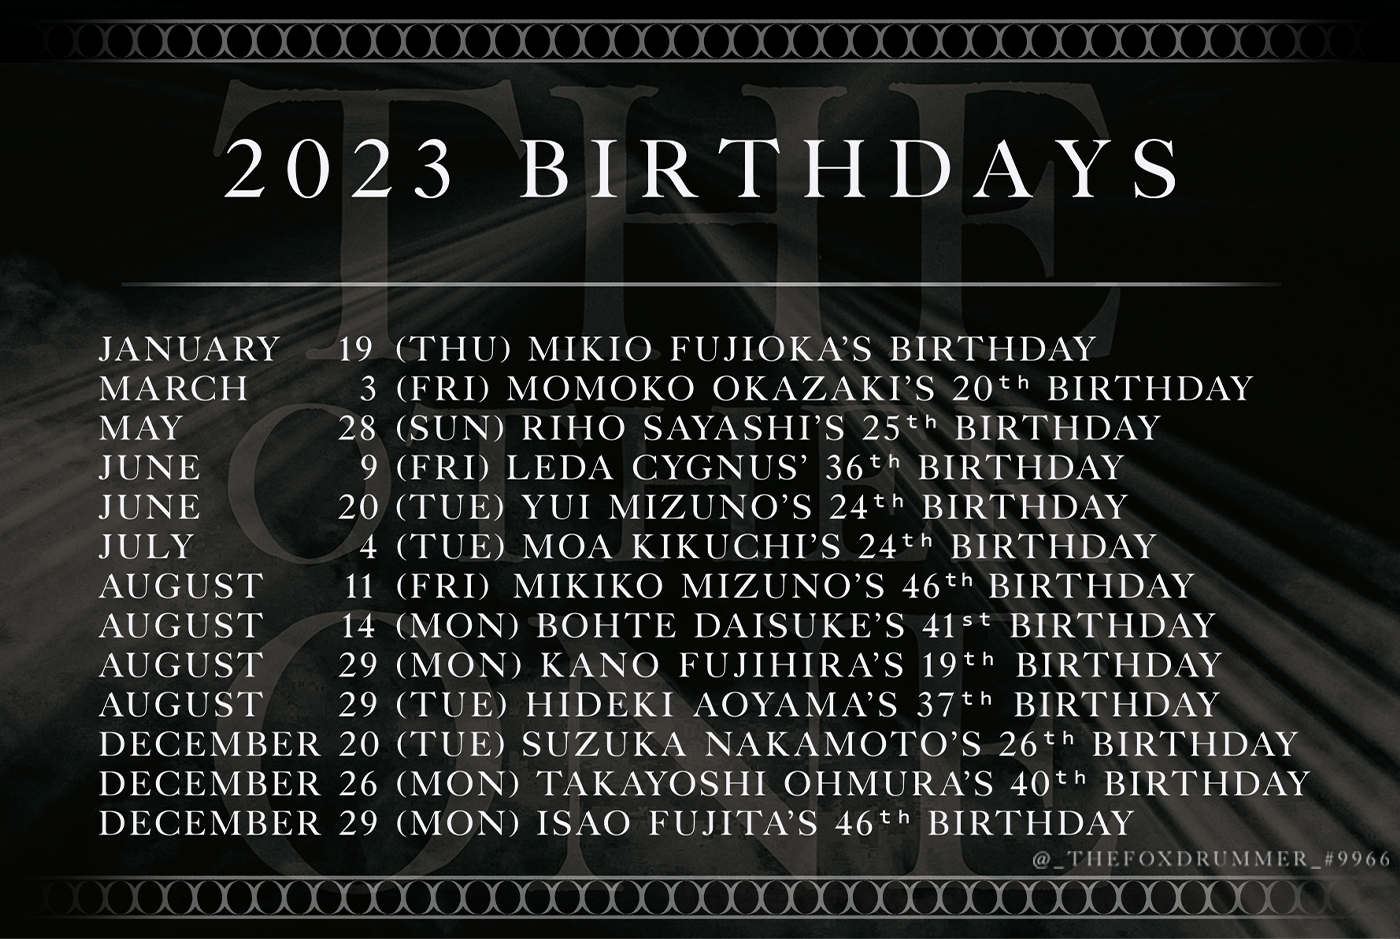 THE
OTHER
ONE
2023 BIRTHDAYS
JANUARY 19 (THU) MIKIO FUJIOKA'S BIRTHDAY
MARCH 3 (FRI) MOMOKO OKAZAKI'S 20ᵗʰ BIRTHDAY
MAY 28 (SUN) RIHO SAYASHI'S 25ᵗʰ BIRTHDAY
JUNE 9 (FRI) LEDA CYGNUS' 36ᵗʰ BIRTHDAY
JUNE 20 (TUE) YUI MIZUNO'S 24ᵗʰ BIRTHDAY
JULY 4 (TUE) MOA KIKUCHI'S 24ᵗʰ BIRTHDAY
AUGUST 11 (FRI) MIKIKO MIZUNO'S 46ᵗʰ BIRTHDAY
AUGUST 14 (MON) BOHTE DAISUKE'S 41ˢᵗ BIRTHDAY
AUGUST 29 (MON) KANO FUJIHIRA'S 19ᵗʰ BIRTHDAY
AUGUST 29 (TUE) HIDEKI AOYAMA'S 37ᵗʰ BIRTHDAY
DECEMBER 20 (TUE) SUZUKA NAKAMOTO'S 26ᵗʰ BIRTHDAY
DECEMBER 26 (MON) TAKAYOSHI OHMURA'S 40ᵗʰ BIRTHDAY
DECEMBER 29 (MON) ISAO FUJITA'S 46ᵗʰ BIRTHDAY
@_THEFOXDRUMMER_#9966